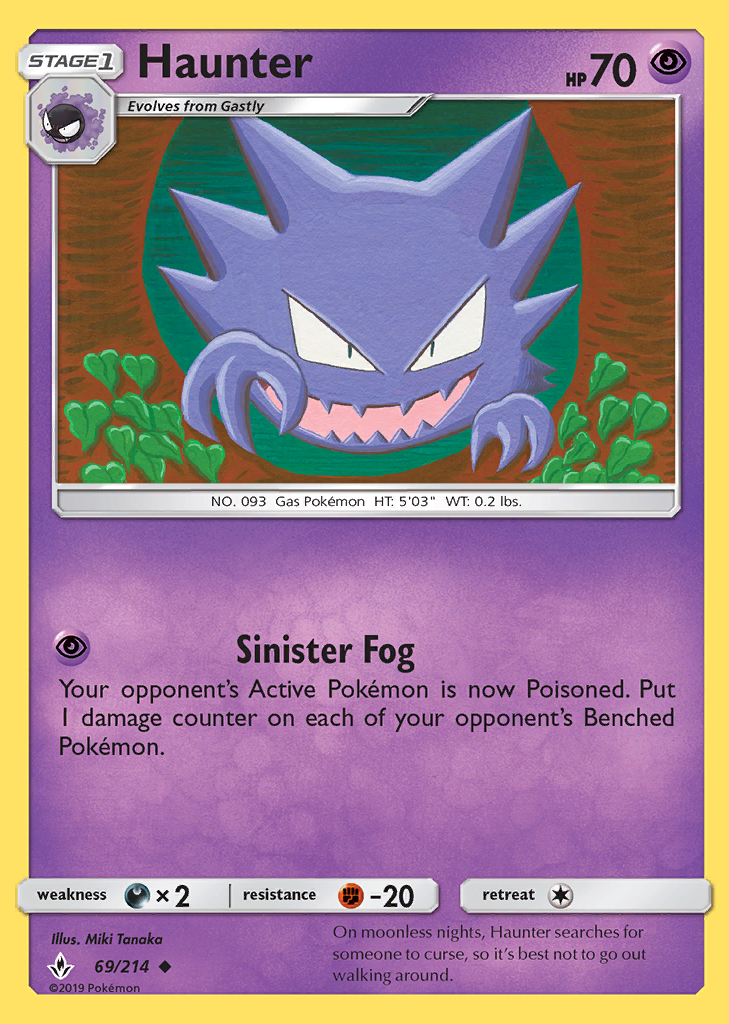 STAGE1
Haunter
HP 70
Evolves from Gastly
NO. 093 Gas Pokémon HT: 5'03" WT: 0.2 lbs.
Sinister Fog
Your opponent's Active Pokémon is now Poisoned. Put
1 damage counter on each of your opponent's Benched
Pokémon.
weakness × 2 resistance -20 retreat
Illus. Miki Tanaka
69/214
©2019 Pokémon
On moonless nights, Haunter searches for
someone to curse, so it's best not to go out
walking around.